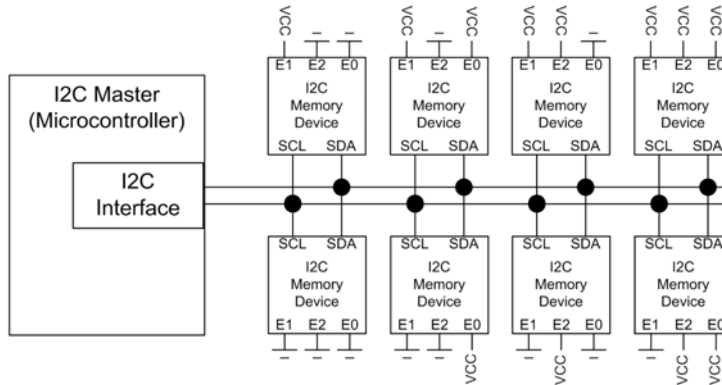 VCC
VCC
VCC VCC
VCC VCC VCC
E1 E2 E0
E1 E2 E0
E1 E2 E0
E1 E2 E0
I2C Master
(Microcontroller)
I2C
Memory
Device
I2C
Memory
Device
I2C
Memory
Device
I2C
Memory
Device
SCL SDA
SCL SDA
SCL SDA
SCL SDA
I2C
Interface
SCL SDA
SCL SDA
SCL SDA
SCL SDA
I2C
Memory
Device
I2C
Memory
Device
I2C
Memory
Device
I2C
Memory
Device
E1 E2 E0
E1 E2 E0
E1 E2 E0
E1 E2 E0
VCC
VCC
VCC VCC